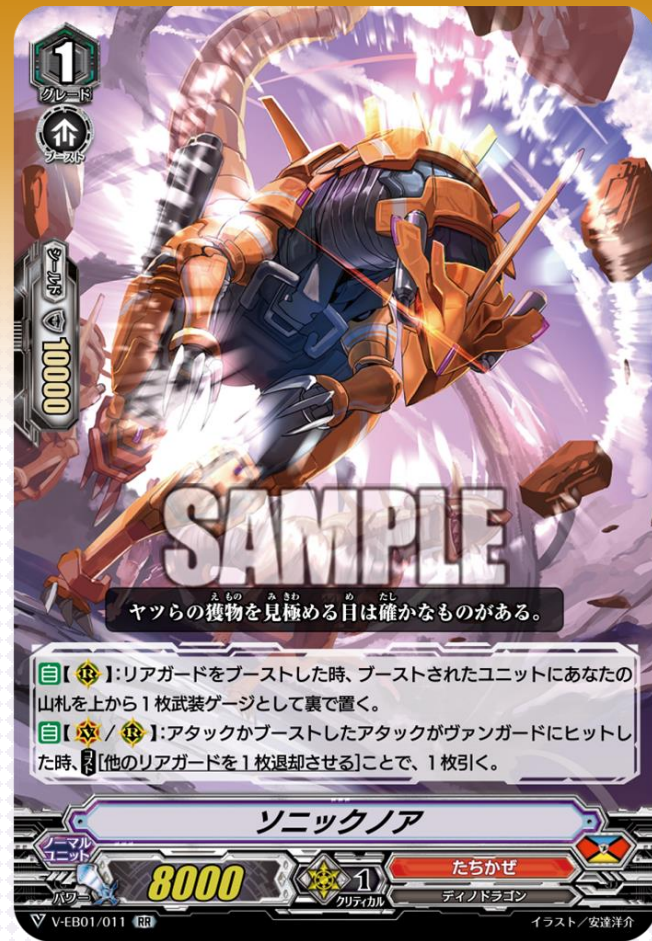 1
グレード
ブースト
シールド 10000
SAMPLE
ヤツらの獲物を見極める目は確かなものがある。
えもの みきわ め たし
自【R】:リアガードをブーストした時、ブーストされたユニットにあなたの
山札を上から1枚武装ゲージとして裏で置く。
自【V/R】:アタックかブーストしたアタックがヴァンガードにヒットし
た時、コスト[他のリアガードを1枚退却させる]ことで、1枚引く。
ソニックノア
ノーマル
ユニット
パワー 8000 1 クリティカル
たちかぜ
ディノドラゴン
V-EB01/011 RR イラスト/安達洋介